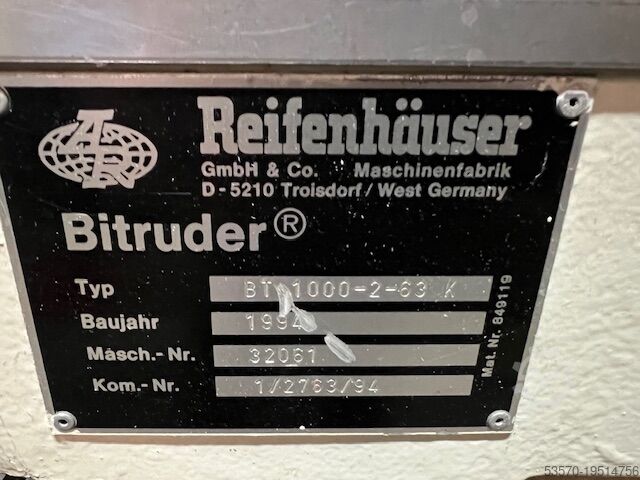 AR
Reifenhäuser
GmbH & Co. Maschinenfabrik
D-5210 Troisdorf / West Germany
Bitruder®
Typ BT 1000-2-63 K
Baujahr 1994
Masch.-Nr. 32061
Kom.-Nr. 1/2763/94
Mat. Nr. 849119
53570-19514756